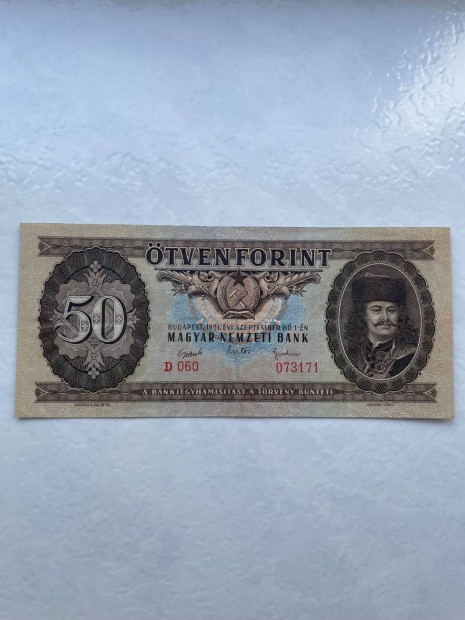 ÖTVEN FORINT
50
BUDAPEST, 1951. ÉVI SZEPTEMBER HÓ 1-ÉN
MAGYAR NEMZETI BANK
D 060 073171
A BANKJEGYHAMISÍTÁST A TÖRVÉNY BÜNTETI